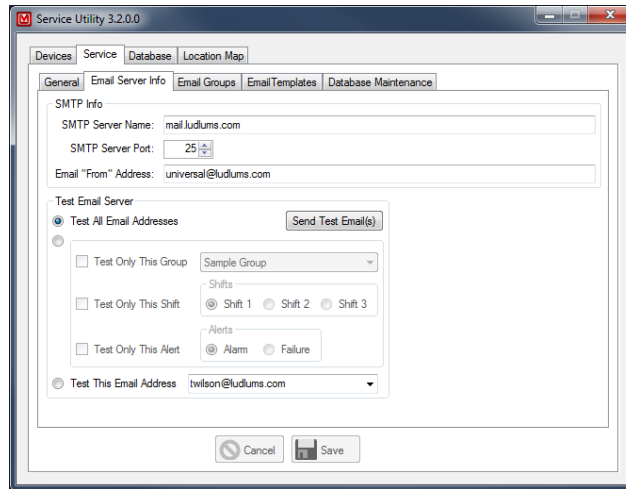 Service Utility 3.2.0.0
Devices Service Database Location Map
General Email Server Info Email Groups EmailTemplates Database Maintenance
SMTP Info
SMTP Server Name: mail.ludlums.com
SMTP Server Port: 25
Email "From" Address: universal@ludlums.com
Test Email Server
Test All Email Addresses Send Test Email(s)
Test Only This Group Sample Group
Shifts
Test Only This Shift Shift 1 Shift 2 Shift 3
Alerts
Test Only This Alert Alarm Failure
Test This Email Address twilson@ludlums.com
Cancel Save